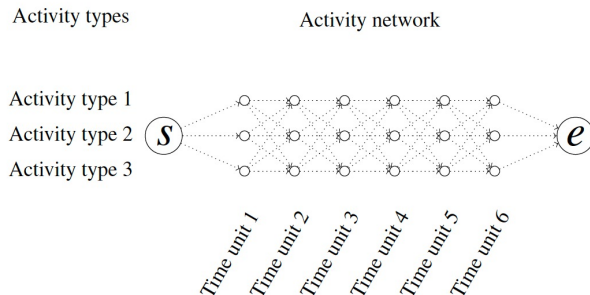 Activity types
Activity network
Activity type 1
Activity type 2
Activity type 3
s
e
Time unit 1
Time unit 2
Time unit 3
Time unit 4
Time unit 5
Time unit 6